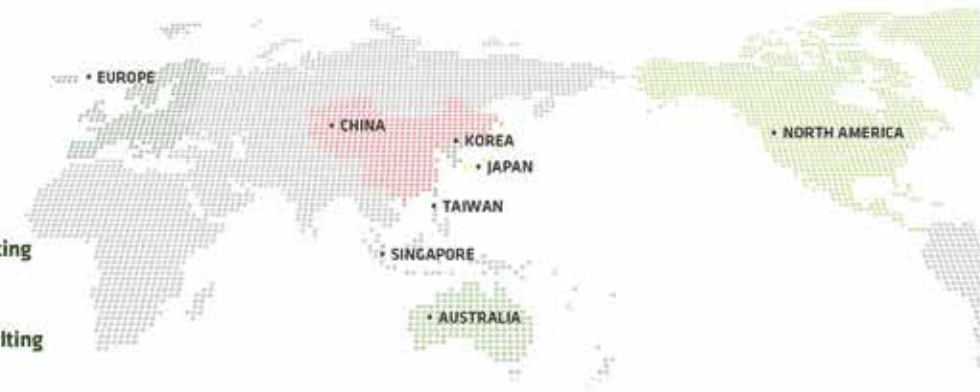 • EUROPE
• CHINA
• KOREA
• NORTH AMERICA
• JAPAN
• TAIWAN
• SINGAPORE
• AUSTRALIA